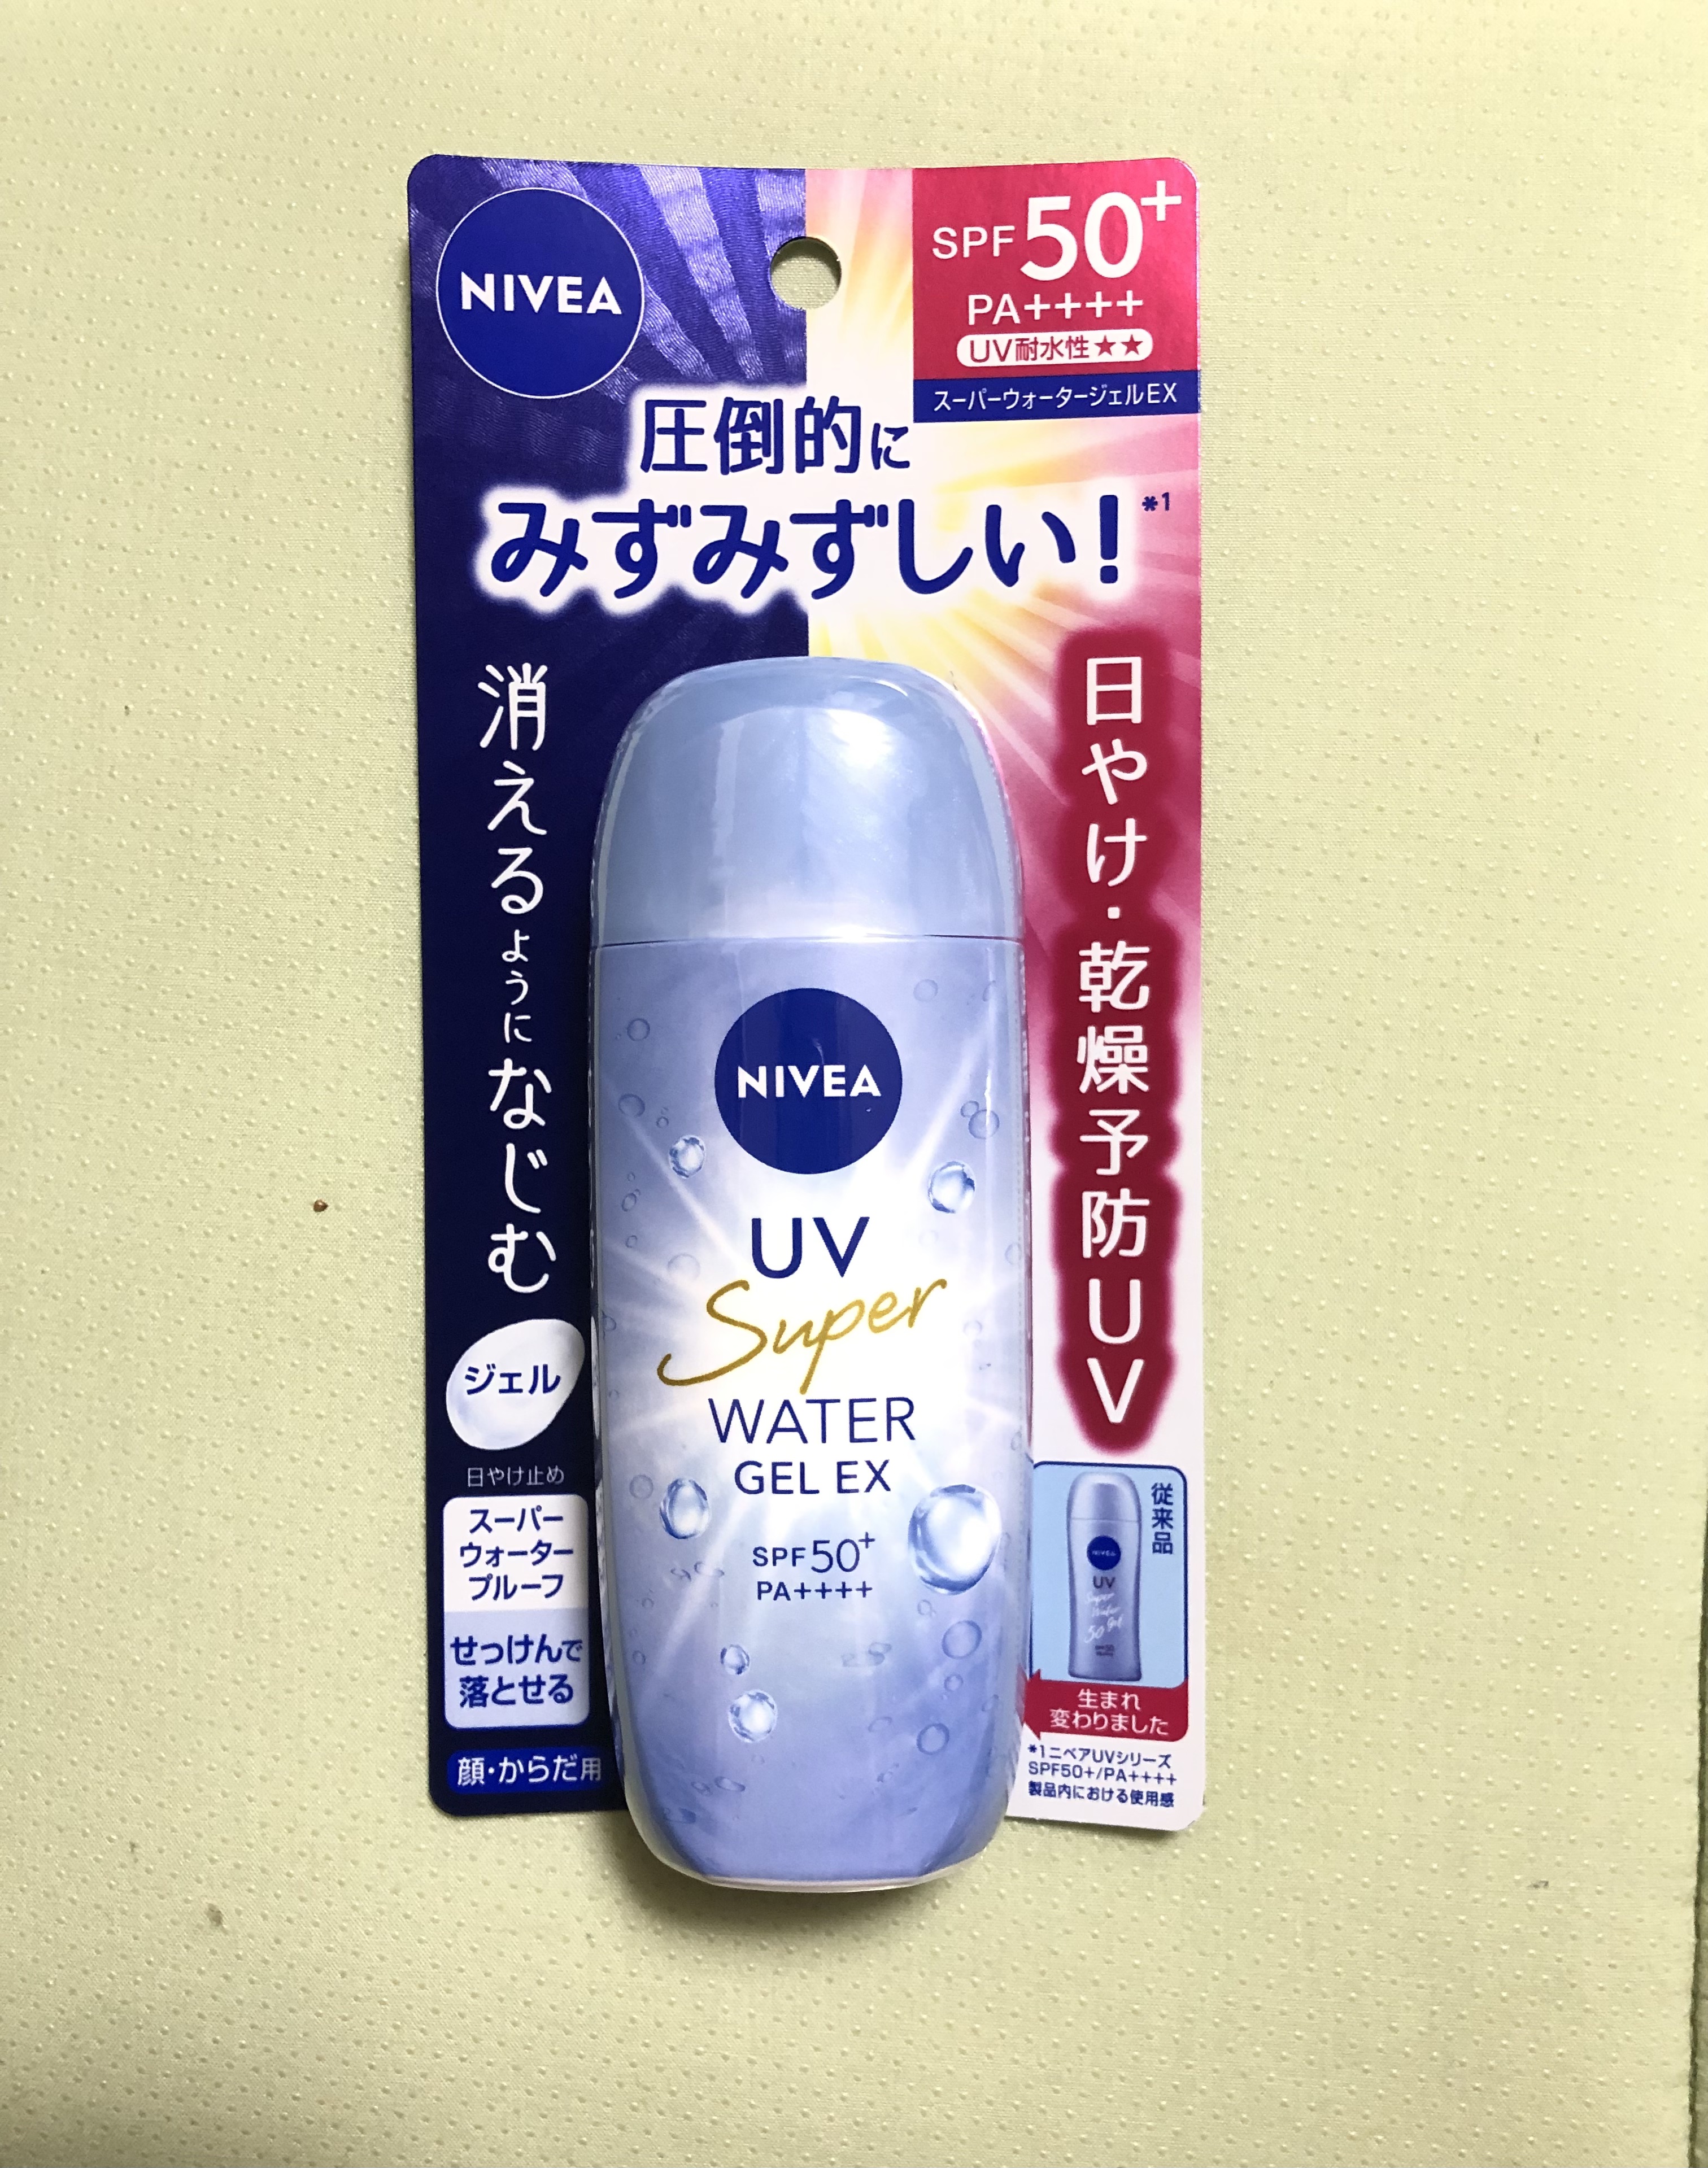 NIVEA
SPF50+
PA++++
UV耐水性★★
スーパーウォータージェルEX
圧倒的に
みずみずしい!*1
消えるようになじむ
日やけ・乾燥予防UV
ジェル
日やけ止め
スーパー
ウォーター
プルーフ
せっけんで
落とせる
顔・からだ用
NIVEA
UV
Super
WATER
GEL EX
SPF50+
PA++++
従来品
NIVEA
UV
Super
Water
Gel
50
生まれ
変わりました
*1ニベアUVシリーズ
SPF50+/PA++++
製品内における使用感